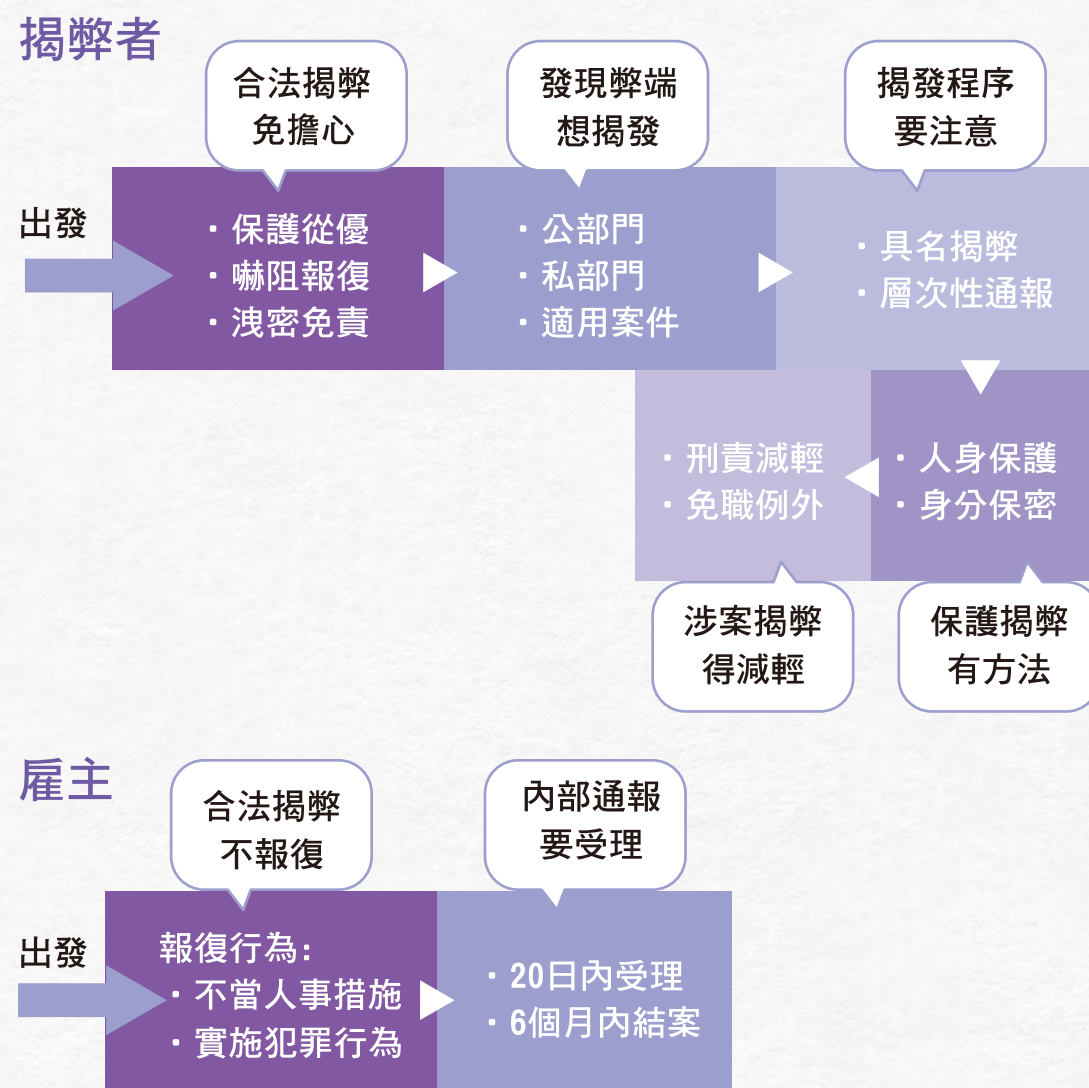 揭弊者
合法揭弊
免擔心
發現弊端
想揭發
揭發程序
要注意
出發
· 保護從優
· 嚇阻報復
· 洩密免責
· 公部門
· 私部門
· 適用案件
· 具名揭弊
· 層次性通報
· 人身保護
· 身分保密
· 刑責減輕
· 免職例外
涉案揭弊
得減輕
保護揭弊
有方法
雇主
合法揭弊
不報復
內部通報
要受理
出發
報復行為:
· 不當人事措施
· 實施犯罪行為
· 20日內受理
· 6個月內結案